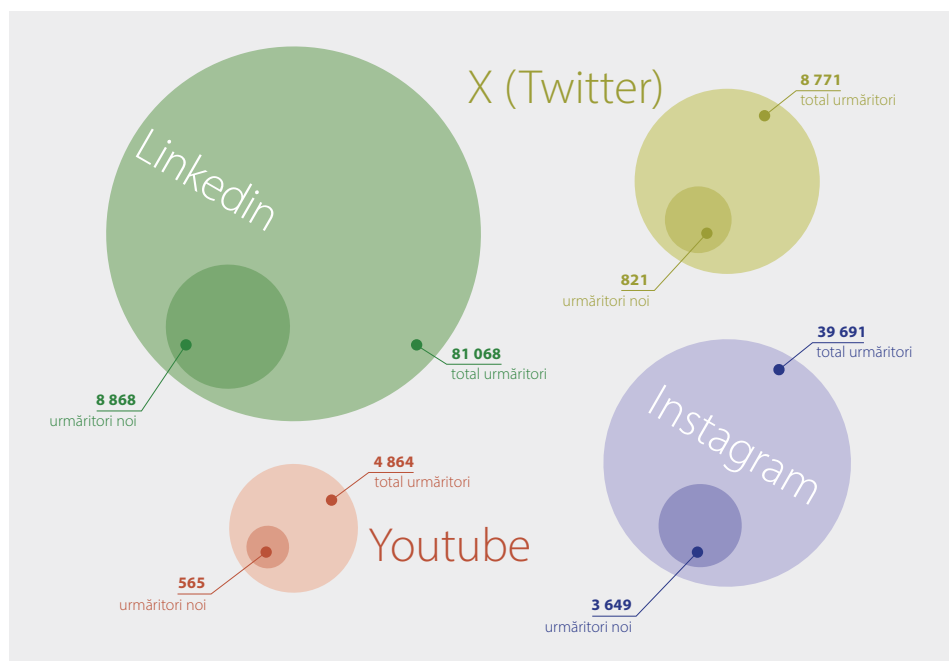 X (Twitter)
8 771
total urmăritori
821
urmăritori noi
Linkedin
81 068
total urmăritori
8 868
urmăritori noi
39 691
total urmăritori
Instagram
3 649
urmăritori noi
4 864
total urmăritori
Youtube
565
urmăritori noi